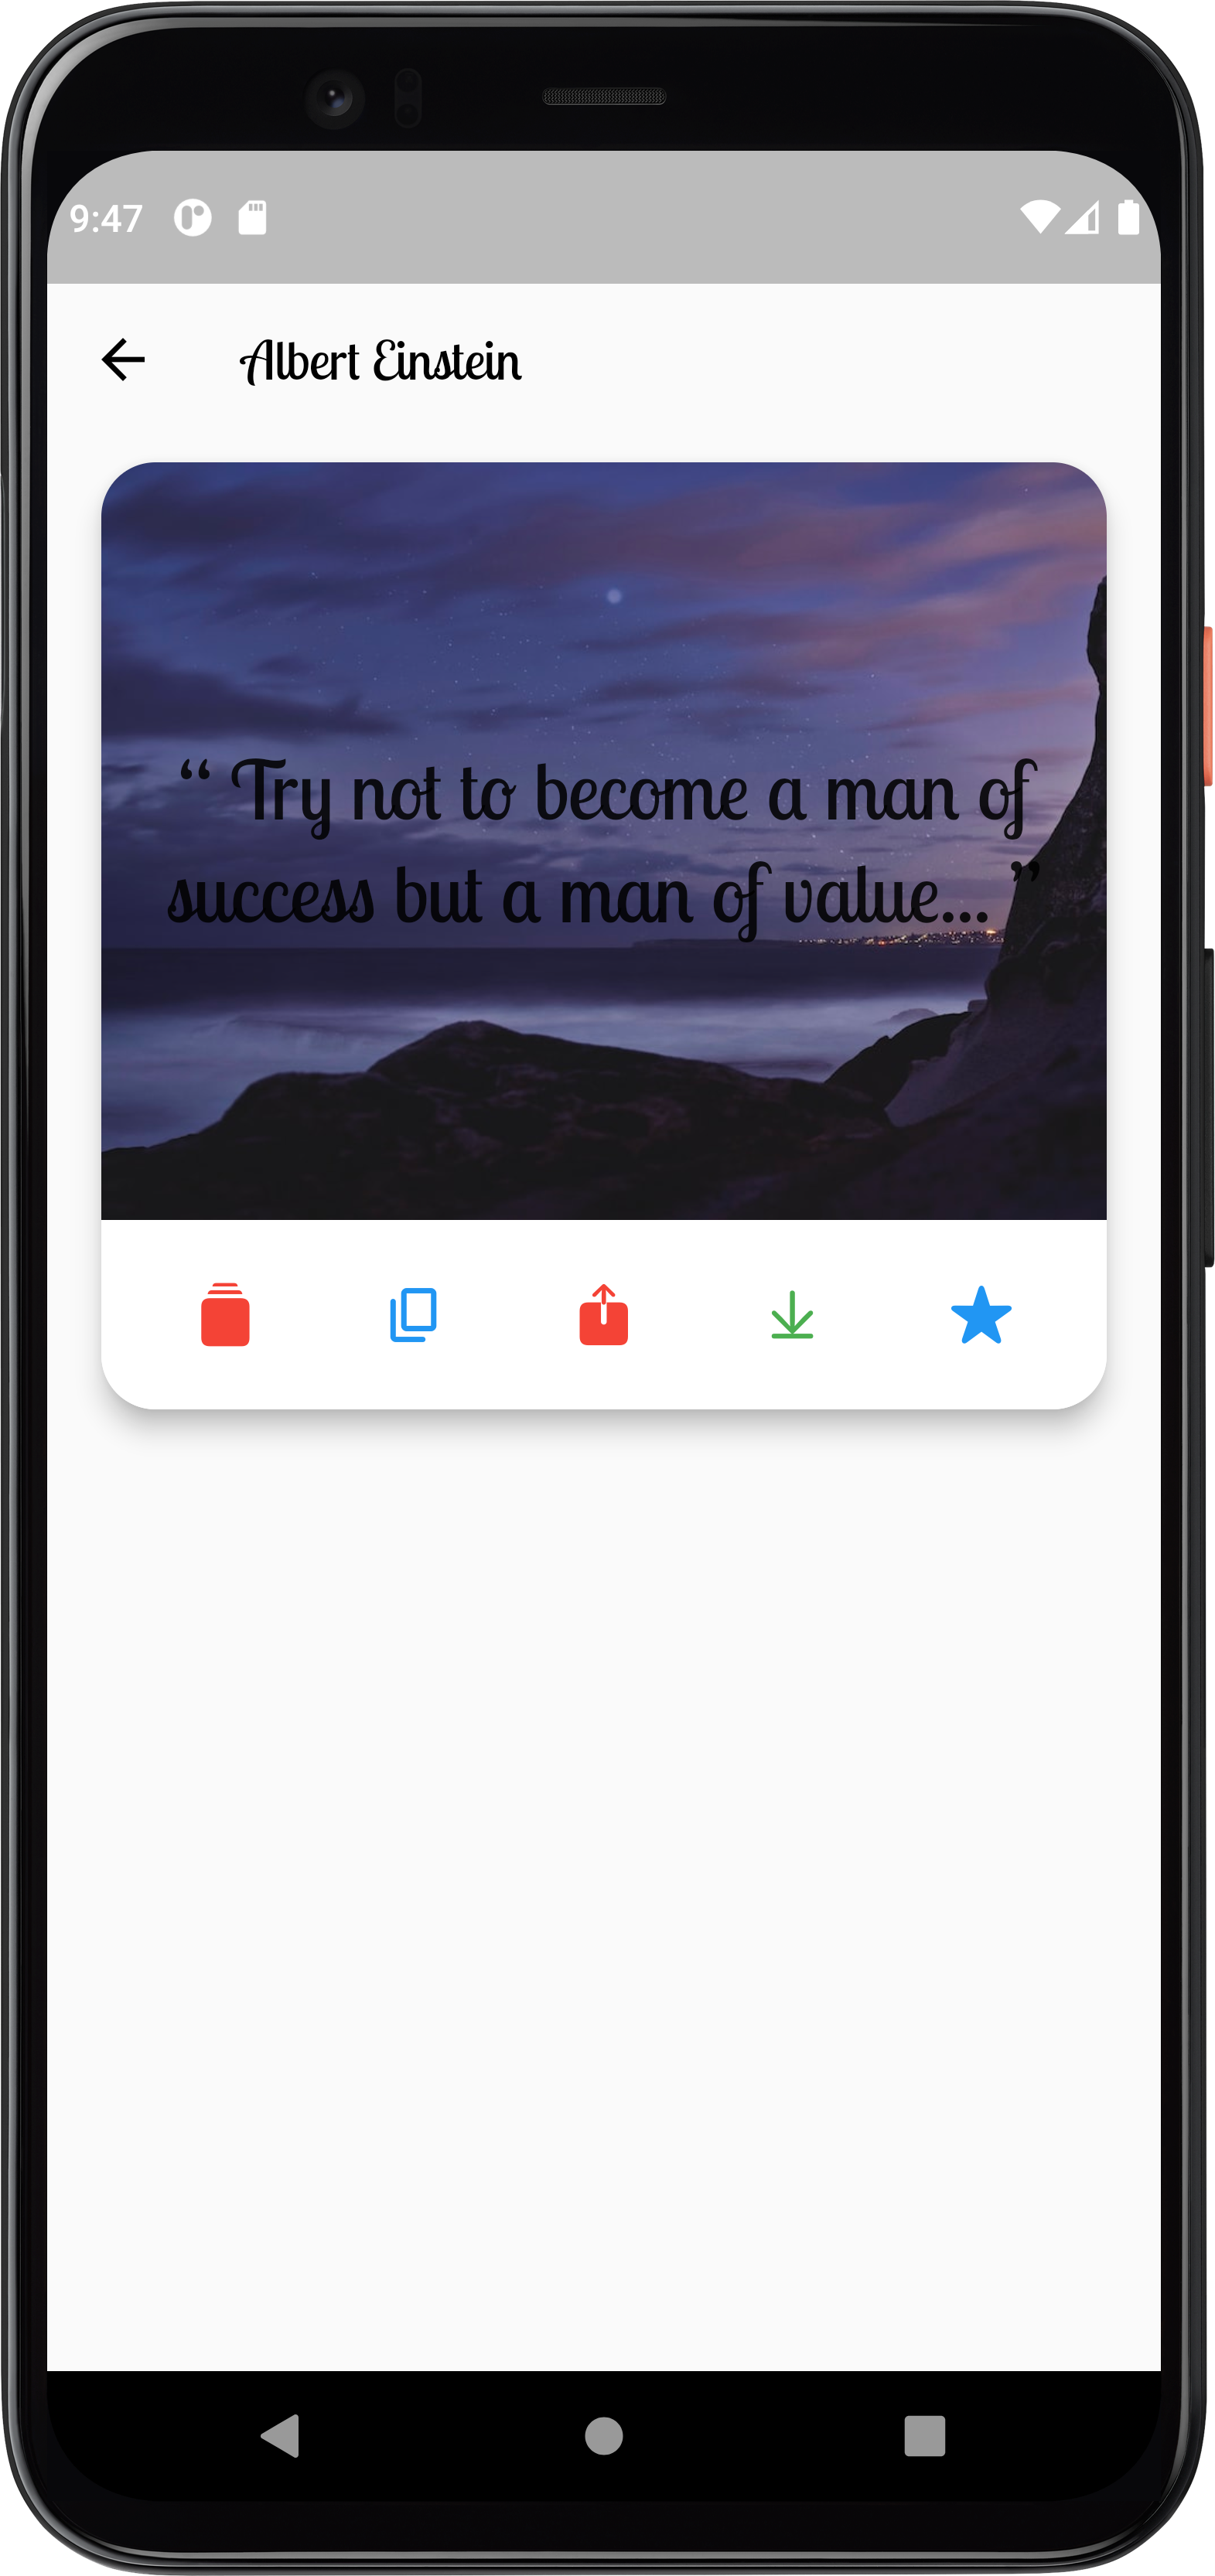 9:47
Albert Einstein
“ Try not to become a man of
success but a man of value... ”